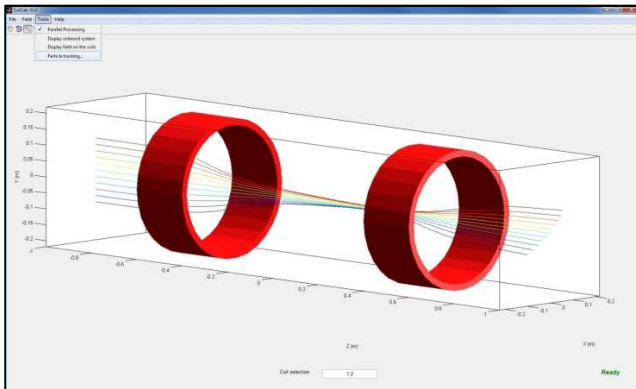 SolCalc GUI
File Field Tools Help
✓ Parallel Processing
Display solenoid system
Display field on the coils
Particle tracking...
0.2
0.15
0.1
0.05
0
-0.05
-0.1
-0.15
-0.2
Y (m)
-1 -0.8 -0.6 -0.4 -0.2 0 0.2 0.4 0.6 0.8 1
Z (m)
-0.2 -0.1 0 0.1 0.2
X (m)
Coil selection 1 2 Ready